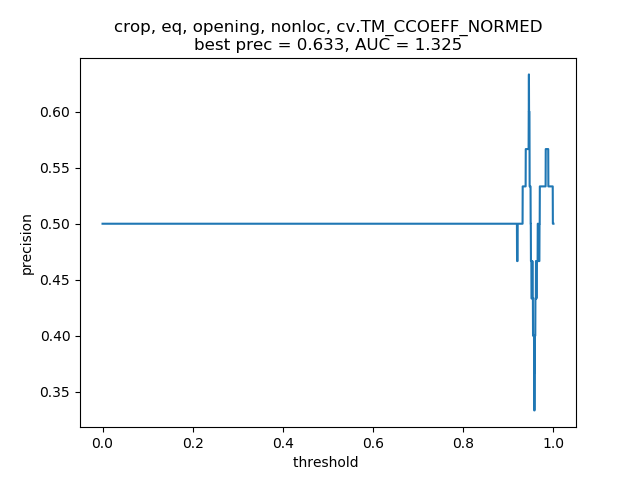 crop, eq, opening, nonloc, cv.TM_CCOEFF_NORMED
best prec = 0.633, AUC = 1.325
0.60
0.55
0.50
0.45
0.40
0.35
precision
0.0 0.2 0.4 0.6 0.8 1.0
threshold